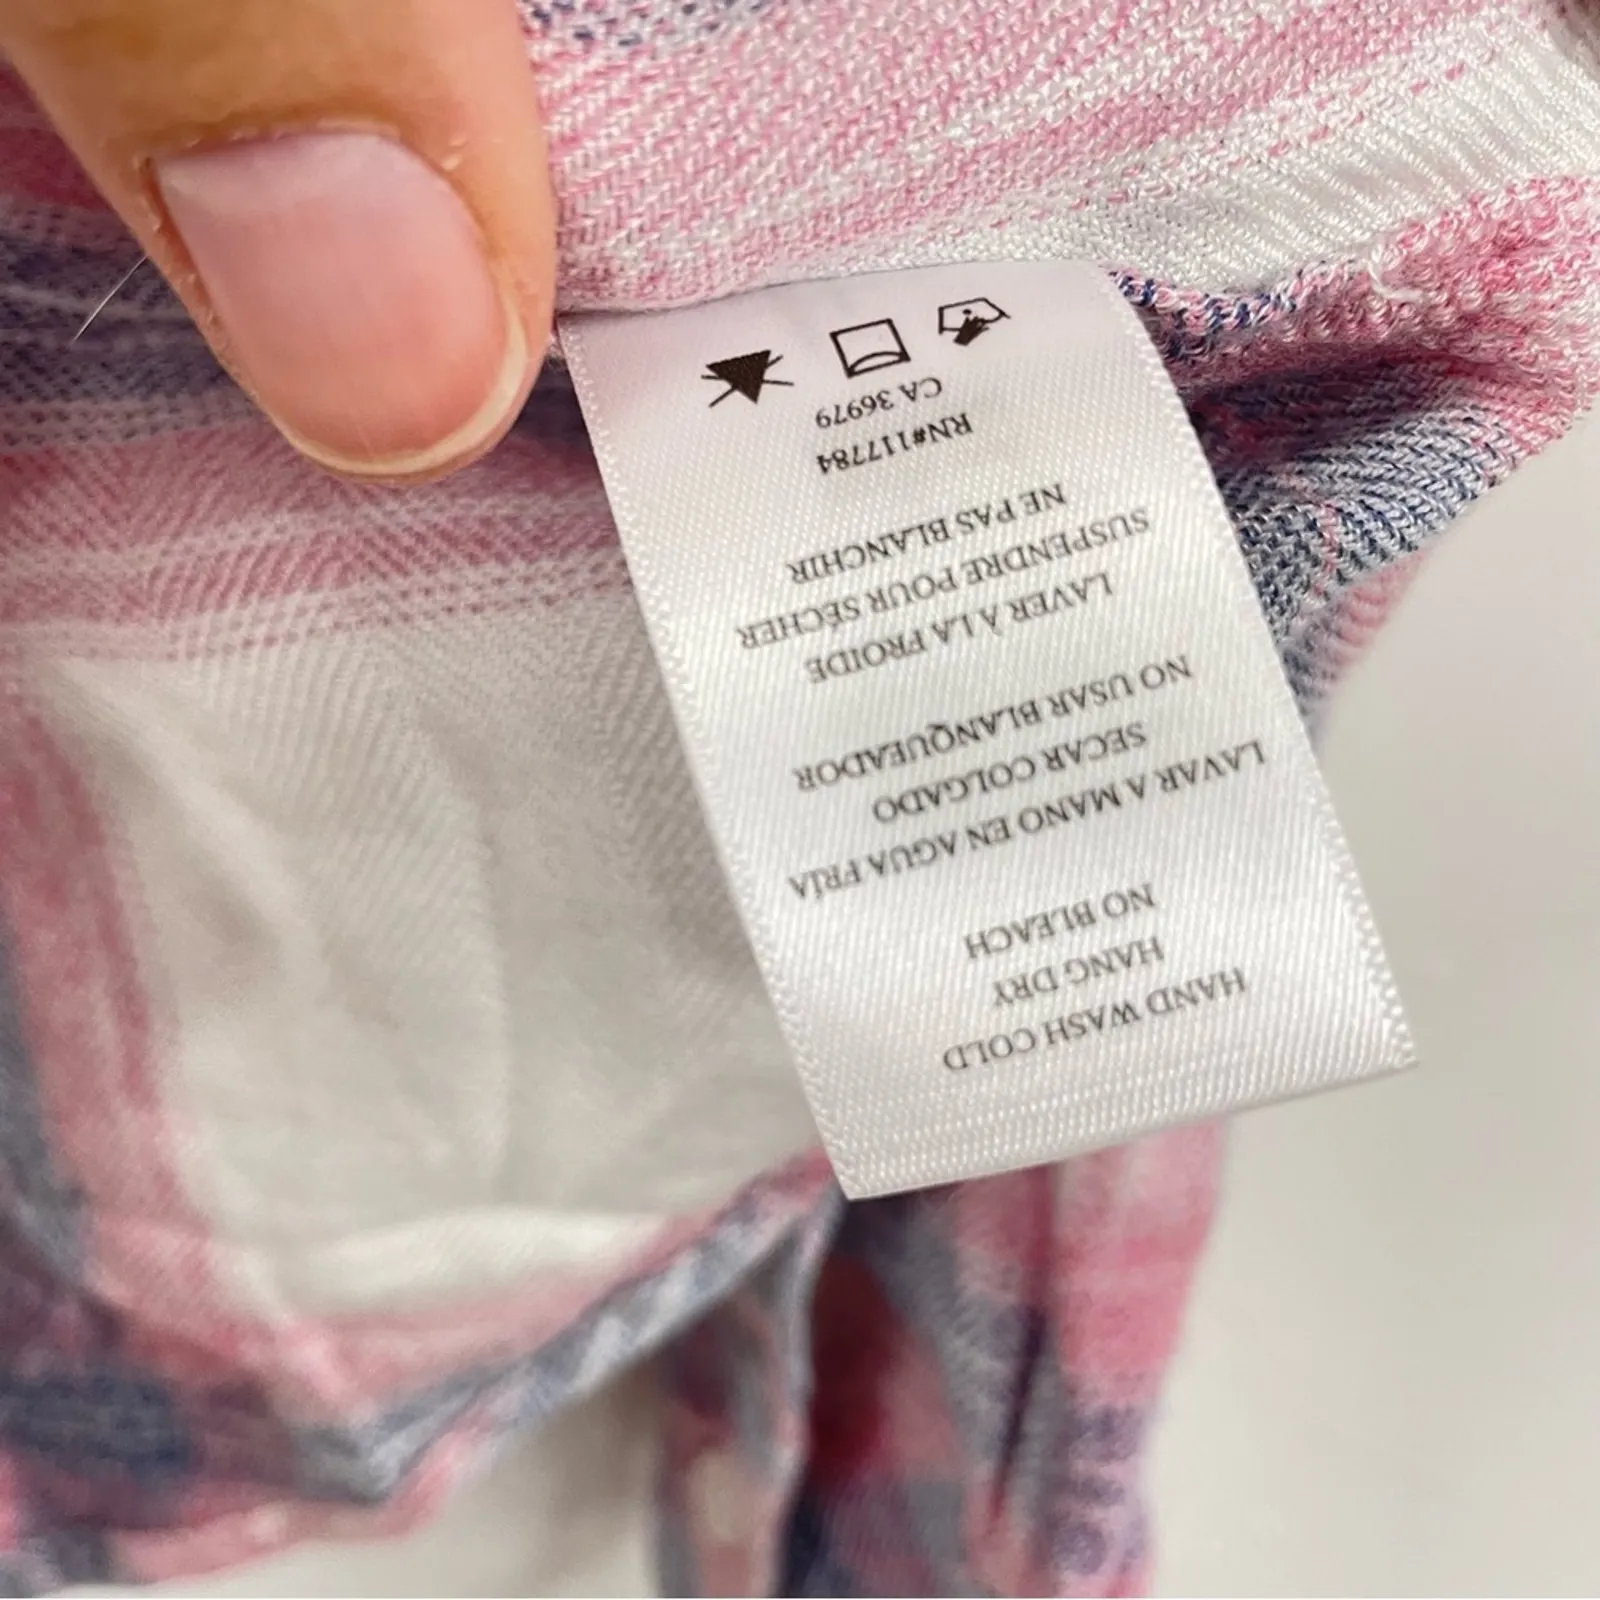 HAND WASH COLD
HANG DRY
NO BLEACH
LAVAR A MANO EN AGUA FRÍA
SECAR COLGADO
NO USAR BLANQUEADOR
LAVER À LA FROIDE
SUSPENDRE POUR SÉCHER
NE PAS BLANCHIR
RN#117784
CA 36979